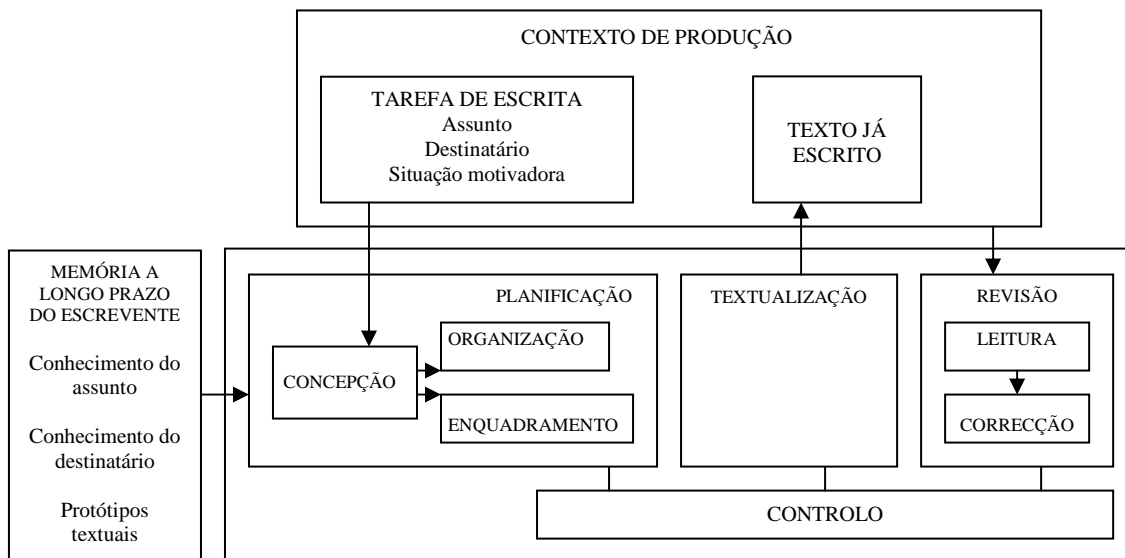 CONTEXTO DE PRODUÇÃO
TAREFA DE ESCRITA
Assunto
Destinatário
Situação motivadora
TEXTO JÁ
ESCRITO
MEMÓRIA A
LONGO PRAZO
DO ESCREVENTE
Conhecimento do
assunto
Conhecimento do
destinatário
Protótipos
textuais
PLANIFICAÇÃO
CONCEPÇÃO
ORGANIZAÇÃO
ENQUADRAMENTO
TEXTUALIZAÇÃO
REVISÃO
LEITURA
CORRECÇÃO
CONTROLO